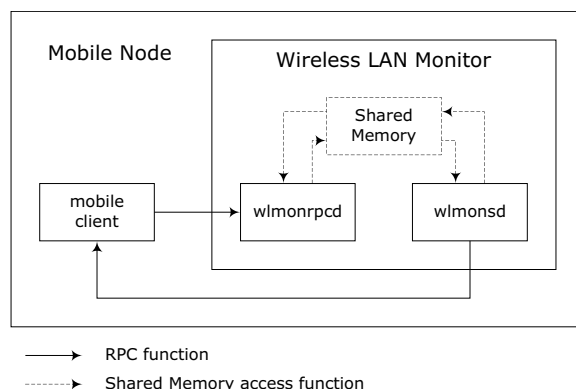 Mobile Node
Wireless LAN Monitor
Shared
Memory
mobile
client
wlmonrpcd
wlmonsd
RPC function
Shared Memory access function